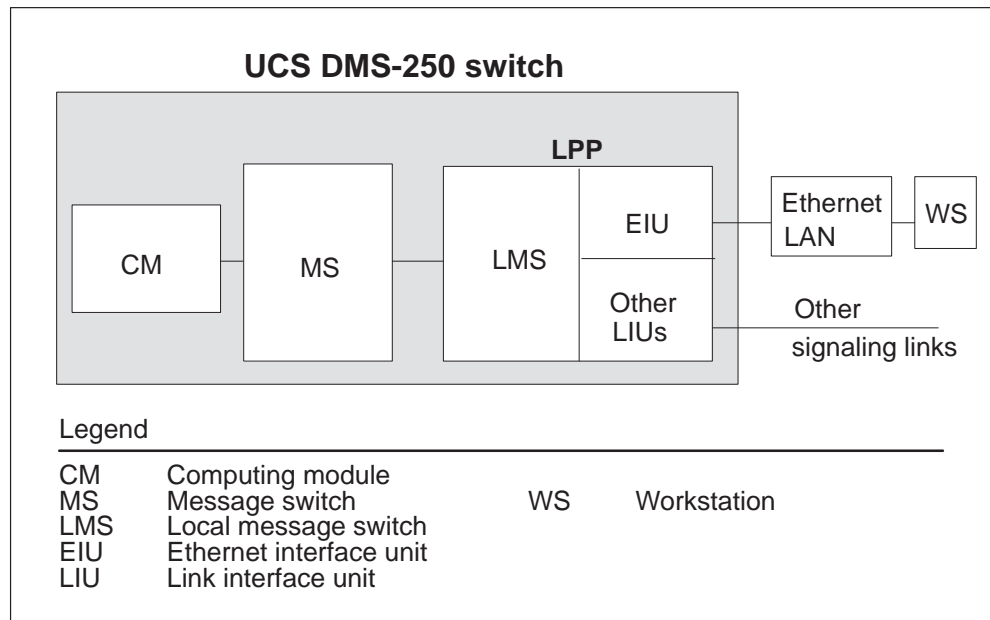 UCS DMS-250 switch
LPP
CM
MS
LMS
EIU
Other
LIUs
Ethernet
LAN
WS
Other
signaling links
Legend
CM Computing module
MS Message switch WS Workstation
LMS Local message switch
EIU Ethernet interface unit
LIU Link interface unit